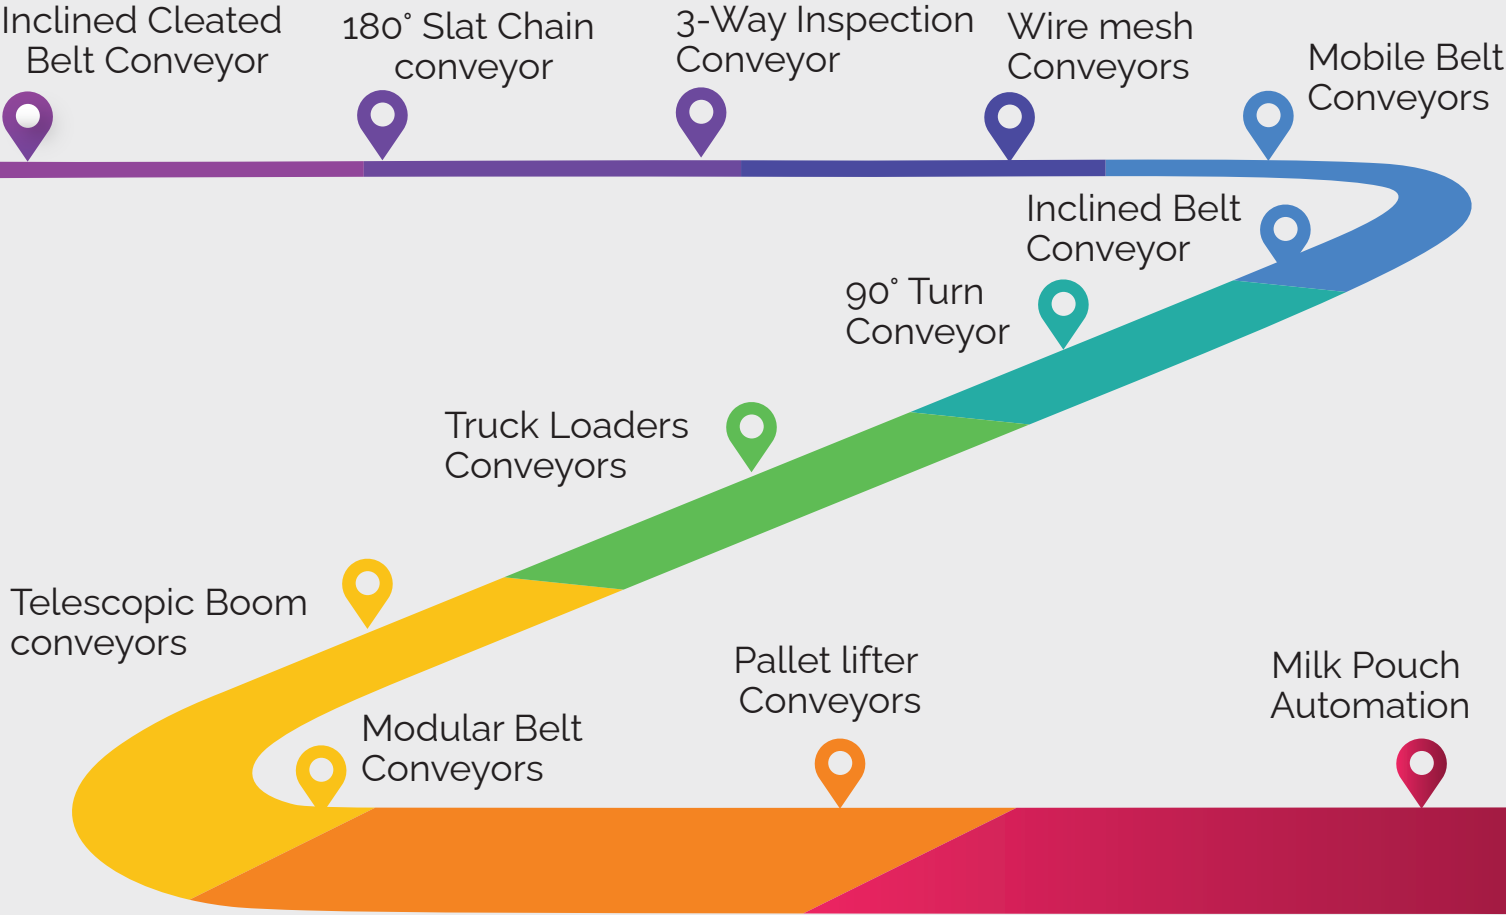 Inclined Cleated
Belt Conveyor
180° Slat Chain
conveyor
3-Way Inspection
Conveyor
Wire mesh
Conveyors
Mobile Belt
Conveyors
Inclined Belt
Conveyor
90° Turn
Conveyor
Truck Loaders
Conveyors
Telescopic Boom
conveyors
Modular Belt
Conveyors
Pallet lifter
Conveyors
Milk Pouch
Automation